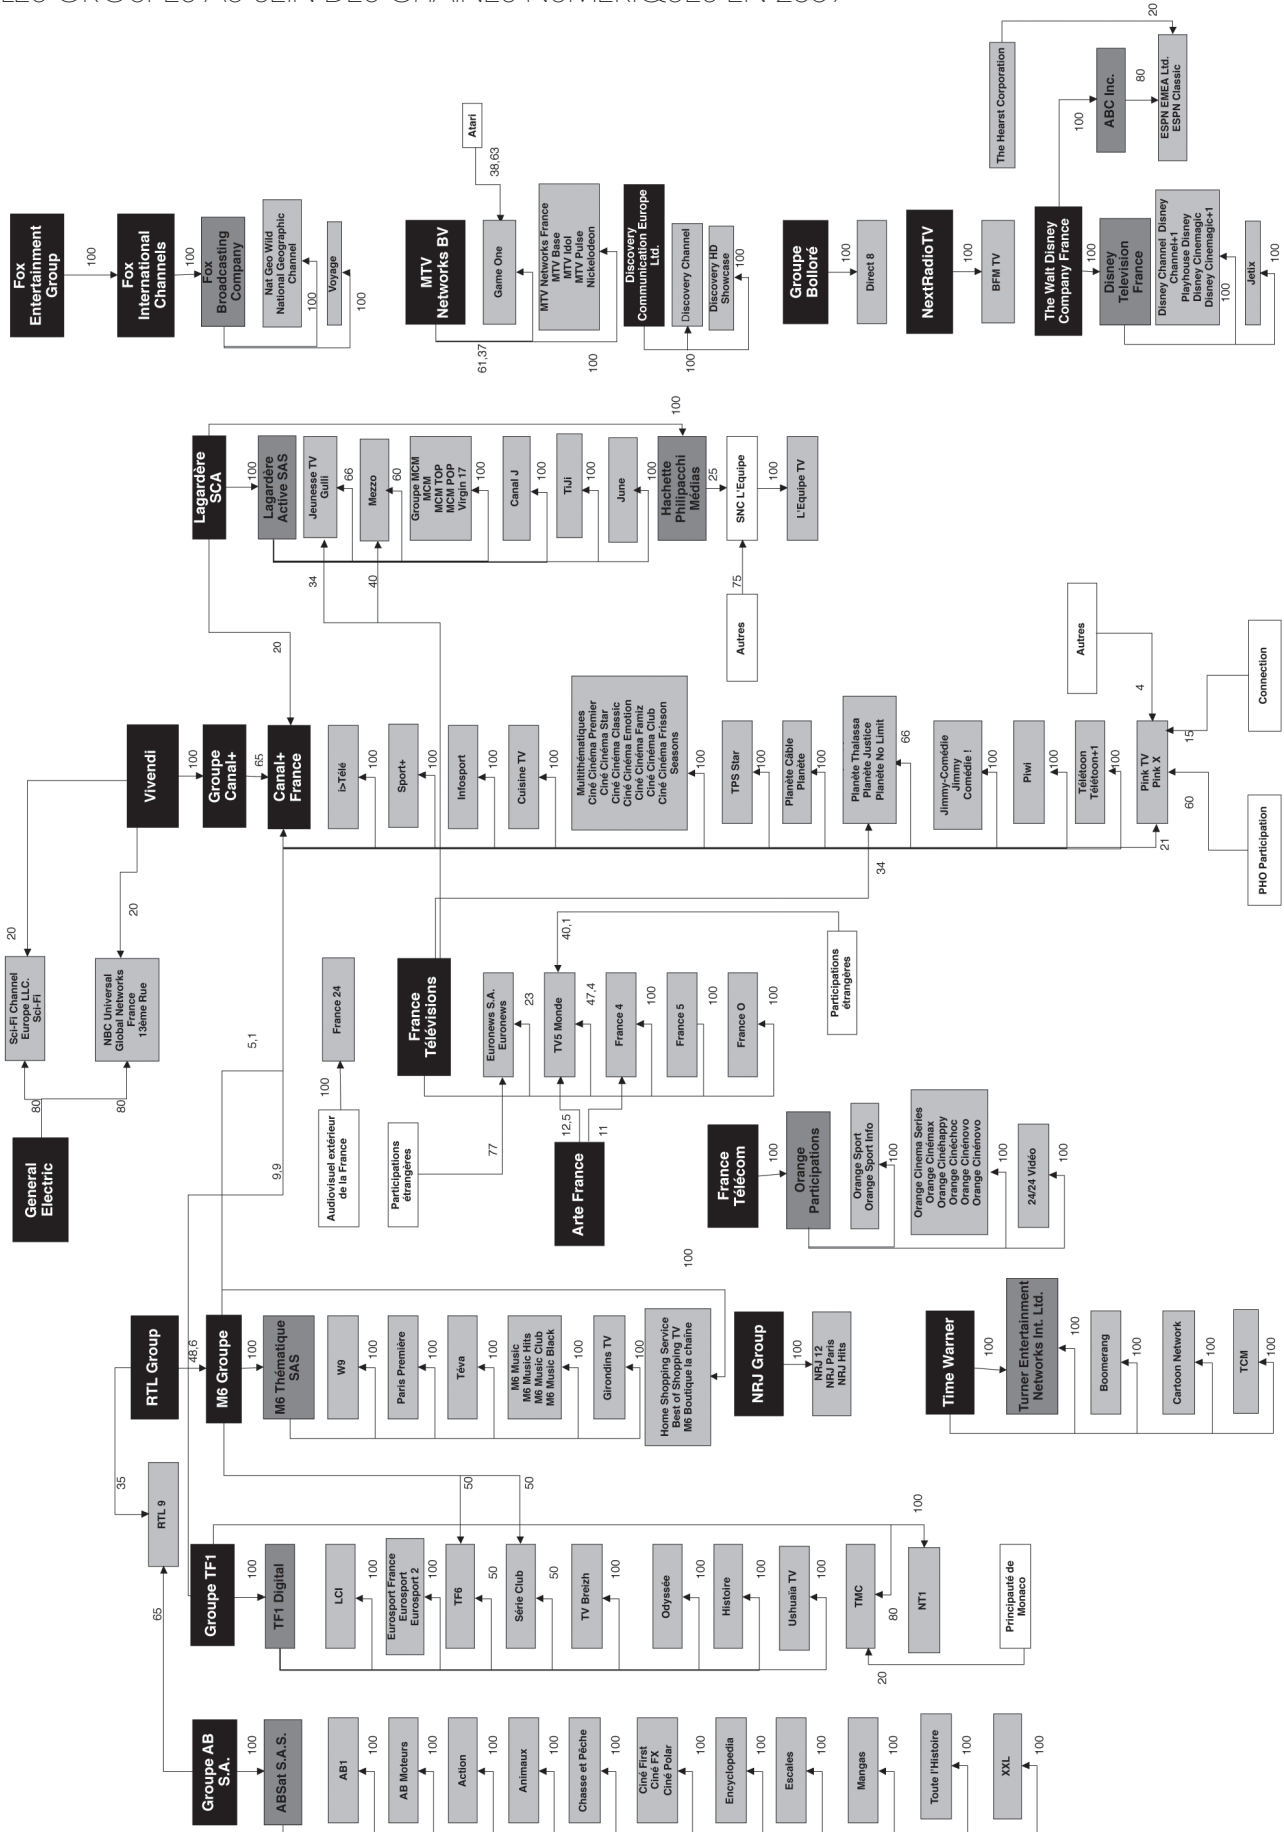 LES GROUPES AU SEIN DES CHAÎNES NUMÉRIQUES EN 2009
Groupe AB
S.A.
100
ABSat S.A.S.
AB1
100
AB Moteurs
100
Action
100
Animaux
100
Chasse et Pêche
100
Ciné First
Ciné FX
Ciné Polar
100
Encyclopedia
100
Escales
100
Mangas
100
Toute l'Histoire
100
XXL
100
65
RTL 9
35
Groupe TF1
100
TF1 Digital
LCI
100
Eurosport France
Eurosport
Eurosport 2
100
TF6
50
50
Série Club
50
50
TV Breizh
100
Odyssée
100
Histoire
100
Ushuaïa TV
100
TMC
80
NT1
100
20
Principauté de
Monaco
RTL Group
48,6
M6 Groupe
100
M6 Thématique
SAS
W9
100
Paris Première
100
Téva
100
M6 Music
M6 Music Hits
M6 Music Club
M6 Music Black
100
Girondins TV
100
Home Shopping Service
Best of Shopping TV
M6 Boutique la chaîne
100
NRJ Group
100
NRJ 12
NRJ Paris
NRJ Hits
Time Warner
100
Turner Entertainment
Networks Int. Ltd.
100
Boomerang
100
Cartoon Network
100
TCM
100
General
Electric
80
80
Sci-Fi Channel
Europe LLC.
Sci-Fi
20
NBC Universal
Global Networks
France
13ème Rue
20
9,9
5,1
Audiovisuel extérieur
de la France
100
France 24
Participations
étrangères
77
France
Télévisions
Euronews S.A.
Euronews
23
TV5 Monde
47,4
40,1
France 4
100
France 5
100
France O
100
Participations
étrangères
Arte France
12,5
11
France
Télécom
100
Orange
Participations
Orange Sport
Orange Sport Info
100
Orange Cinema Series
Orange Cinémax
Orange Cinéhappy
Orange Cinéchoc
Orange Cinénovo
Orange Cinénovo
100
24/24 Vidéo
100
Vivendi
100
Groupe
Canal+
65
Canal+
France
20
i>Télé
100
Sport+
100
Infosport
100
Cuisine TV
100
Multithématiques
Ciné Cinéma Premier
Ciné Cinéma Star
Ciné Cinéma Classic
Ciné Cinéma Emotion
Ciné Cinéma Famiz
Ciné Cinéma Club
Ciné Cinéma Frisson
Seasons
100
TPS Star
100
Planète Câble
Planète
100
Planète Thalassa
Planète Justice
Planète No Limit
66
34
Jimmy-Comédie
Jimmy
Comédie !
100
Piwi
100
Télétoon
Télétoon+1
100
Pink TV
Pink X
21
60
15
4
PHO Participation
Connection
Autres
Lagardère
SCA
100
Lagardère
Active SAS
Jeunesse TV
Gulli
66
34
Mezzo
60
40
Groupe MCM
MCM
MCM TOP
MCM POP
Virgin 17
100
Canal J
100
TiJi
100
June
100
100
Hachette
Philipacchi
Médias
25
SNC L'Equipe
75
Autres
100
L'Equipe TV
Fox
Entertainment
Group
100
Fox
International
Channels
100
Fox
Broadcasting
Company
Nat Geo Wild
National Geographic
Channel
100
Voyage
100
MTV
Networks BV
Atari
38,63
Game One
61,37
MTV Networks France
MTV Base
MTV Idol
MTV Pulse
Nickelodeon
100
Discovery
Communication Europe
Ltd.
Discovery Channel
100
Discovery HD
Showcase
100
Groupe
Bolloré
100
Direct 8
NextRadioTV
100
BFM TV
The Walt Disney
Company France
100
Disney
Television
France
Disney Channel Disney
Channel+1
Playhouse Disney
Disney Cinemagic
Disney Cinemagic+1
100
Jetix
100
The Hearst Corporation
20
100
ABC Inc.
80
ESPN EMEA Ltd.
ESPN Classic